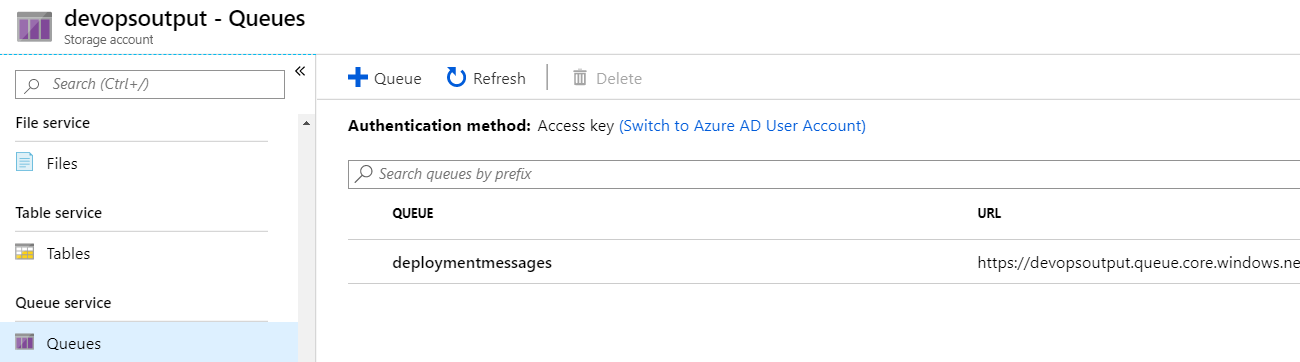 devopsoutput - Queues
Storage account
Search (Ctrl+/)
«
File service
Files
Table service
Tables
Queue service
Queues
Queue Refresh Delete
Authentication method: Access key (Switch to Azure AD User Account)
Search queues by prefix
QUEUE URL
deploymentmessages https://devopsoutput.queue.core.windows.ne